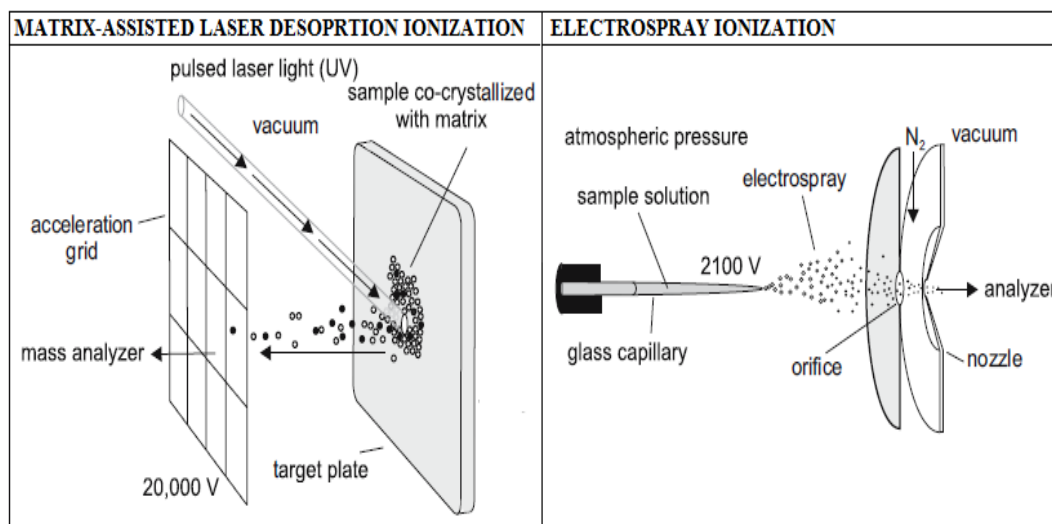 MATRIX-ASSISTED LASER DESOPRTION IONIZATION
pulsed laser light (UV)
sample co-crystallized
with matrix
vacuum
acceleration
grid
mass analyzer
target plate
20,000 V
ELECTROSPRAY IONIZATION
atmospheric pressure
N2
vacuum
electrospray
sample solution
2100 V
analyzer
glass capillary
orifice
nozzle